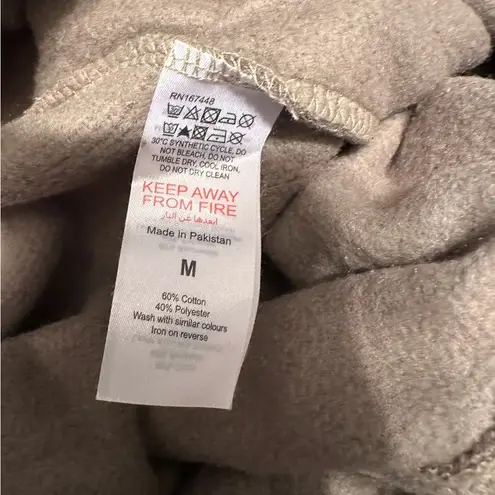 RN167448
30°C SYNTHETIC CYCLE, DO
NOT BLEACH, DO NOT
TUMBLE DRY, COOL IRON,
DO NOT DRY CLEAN
KEEP AWAY
FROM FIRE
ابعدها عن النار
Made in Pakistan
M
60% Cotton
40% Polyester
Wash with similar colours
Iron on reverse